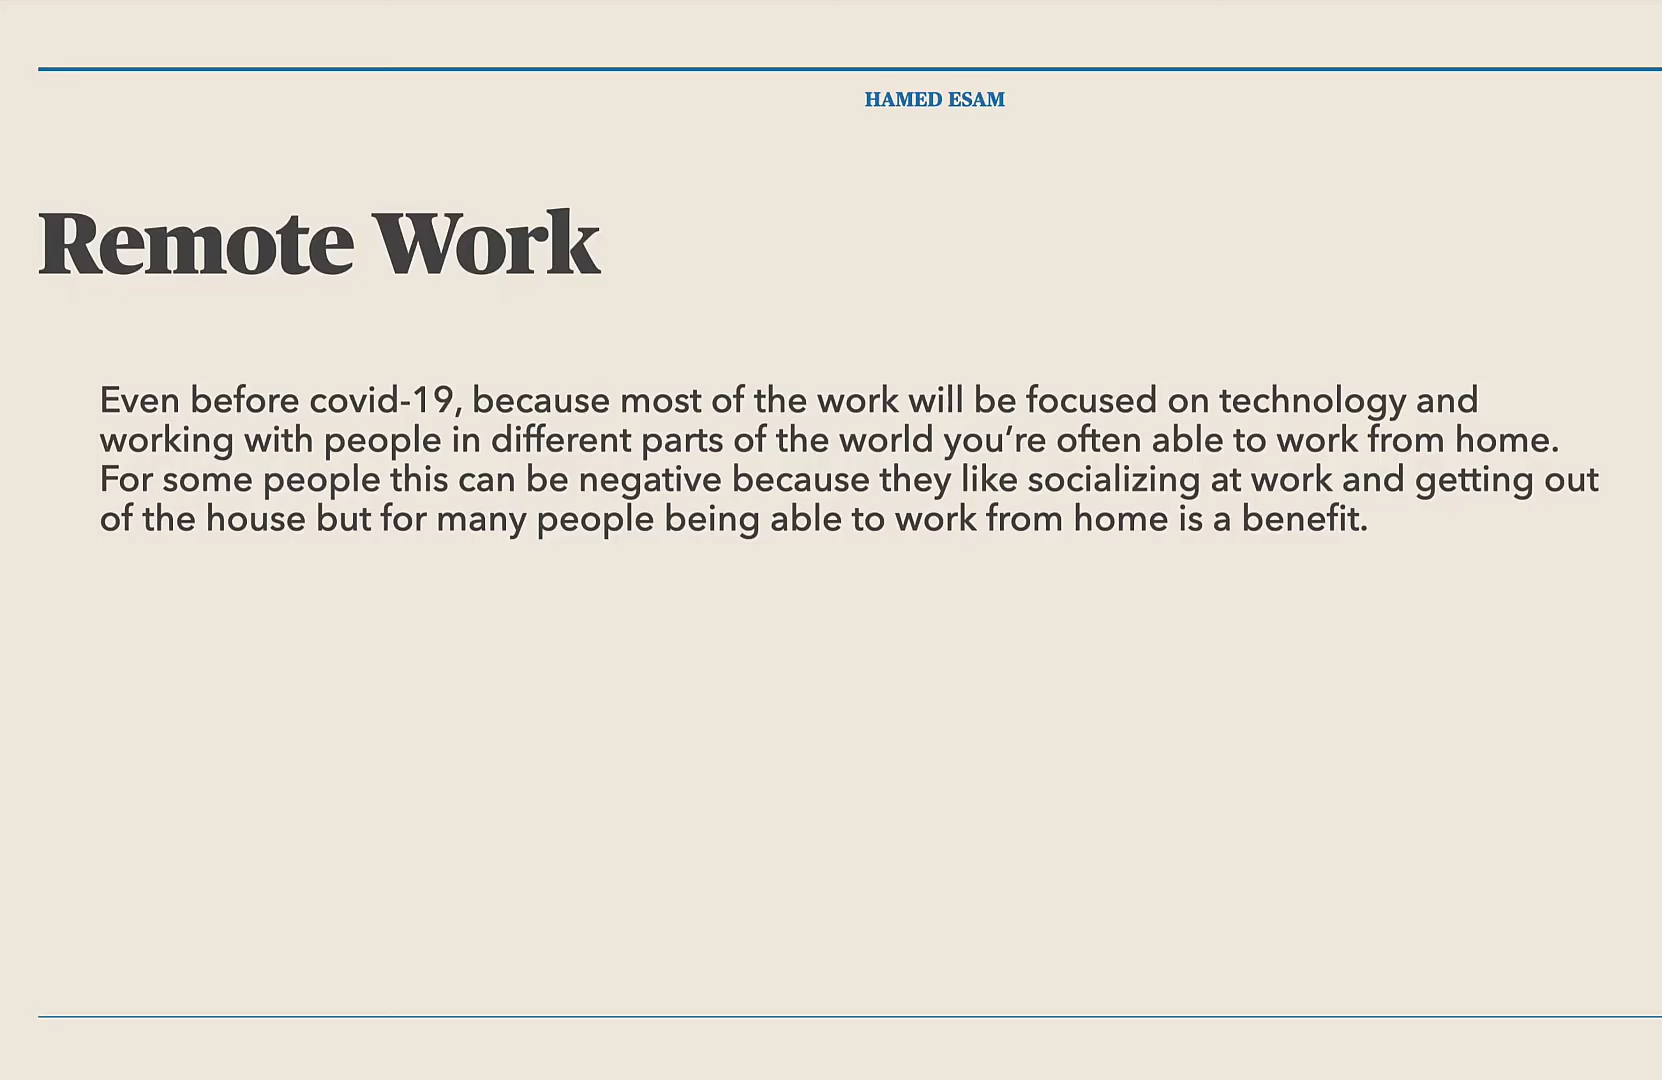 HAMED ESAM
Remote Work
Even before covid-19, because most of the work will be focused on technology and
working with people in different parts of the world you’re often able to work from home.
For some people this can be negative because they like socializing at work and getting out
of the house but for many people being able to work from home is a benefit.